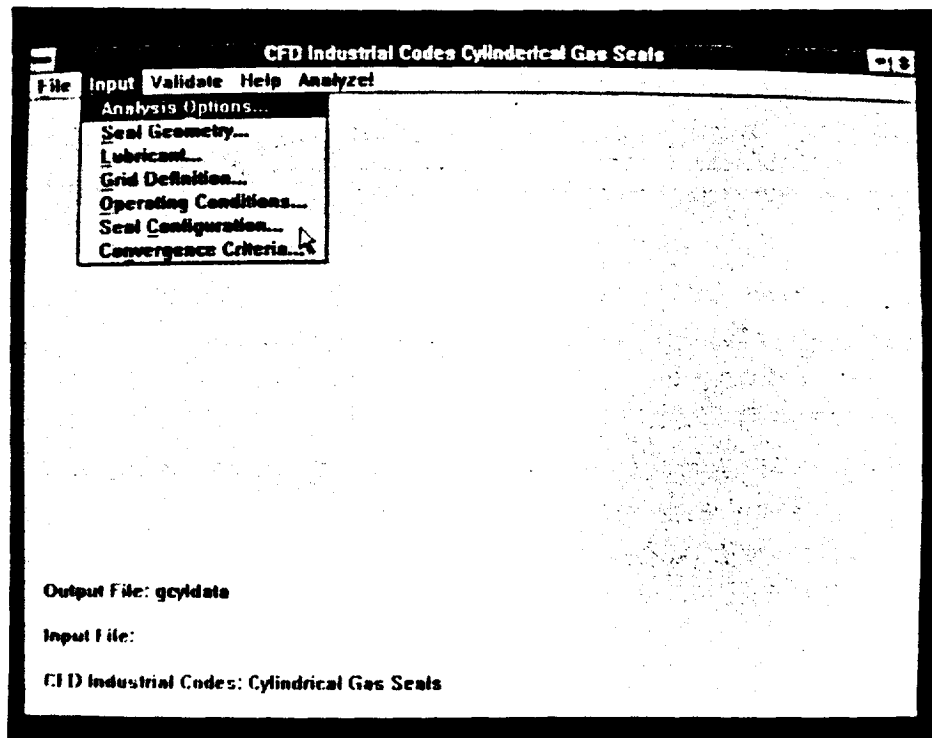 CFD Industrial Codes Cylinderical Gas Seals
File Input Validate Help Analyze!
Analysis Options...
Seal Geometry...
Lubricant...
Grid Definition...
Operating Conditions...
Seal Configuration...
Convergence Criteria...
Output File: gcyldata
Input File:
CFD Industrial Codes: Cylindrical Gas Seals